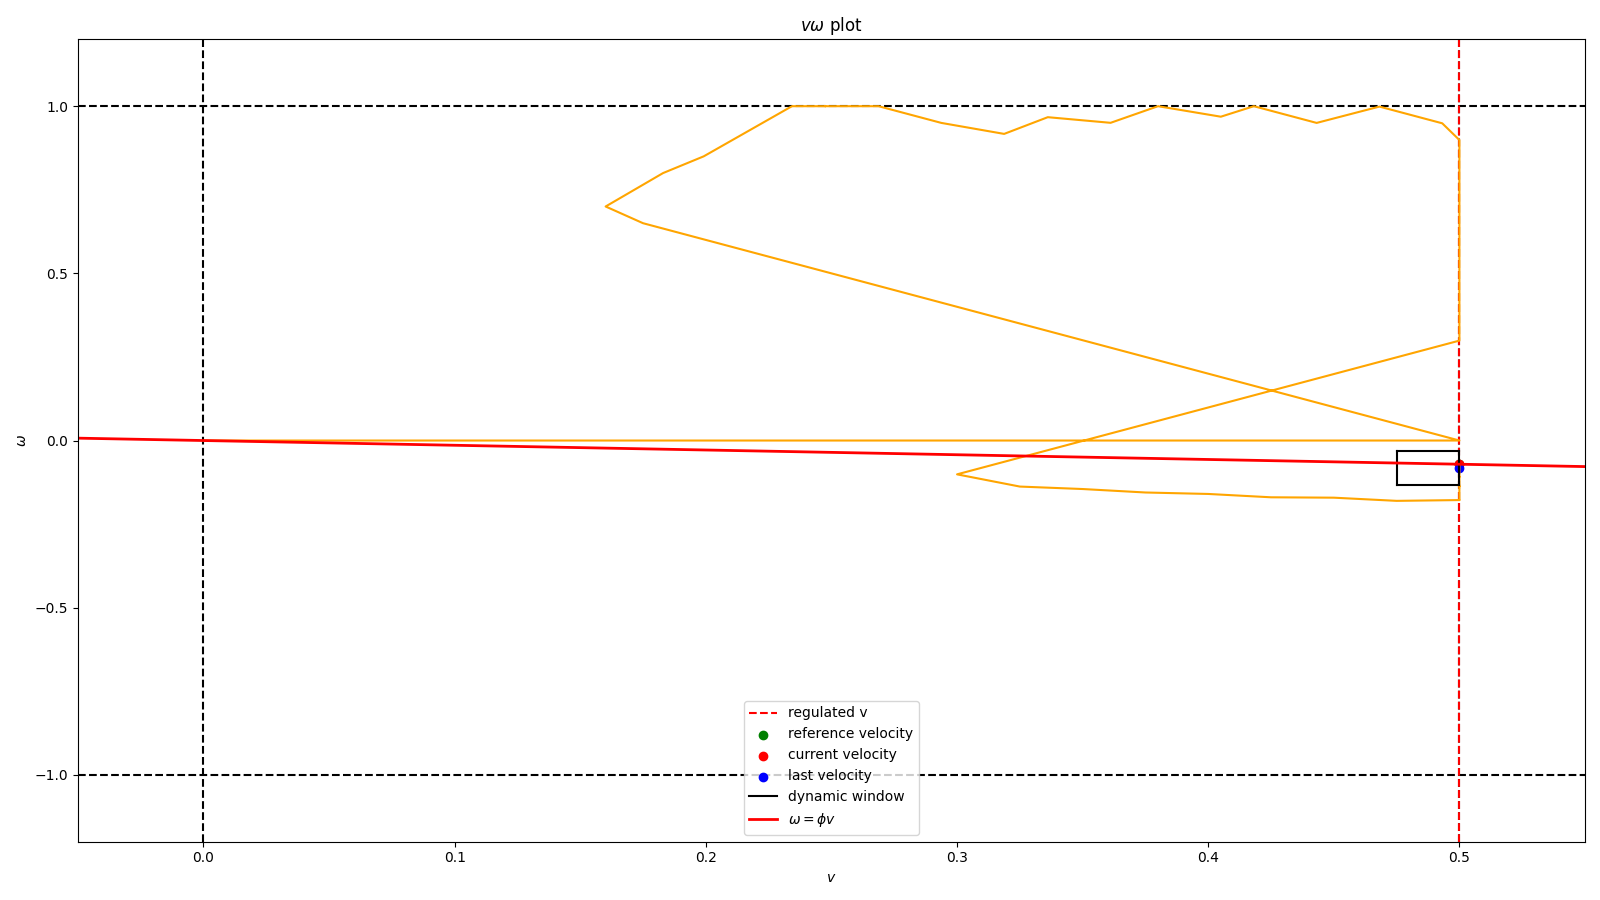 vω plot
1.0
0.5
0.0
−0.5
−1.0
ω
regulated v
reference velocity
current velocity
last velocity
dynamic window
ω = ϕv
0.0 0.1 0.2 0.3 0.4 0.5
v